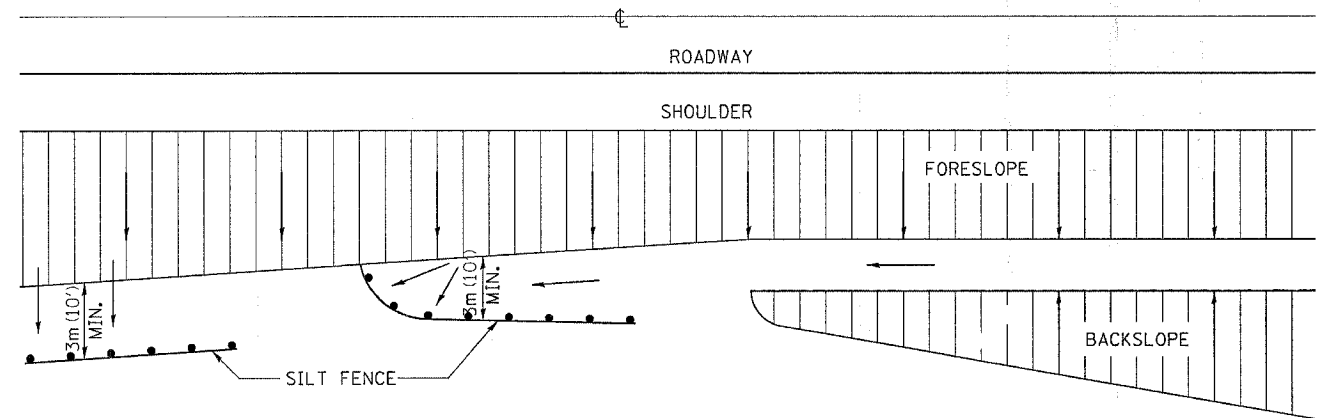 ℄
ROADWAY
SHOULDER
FORESLOPE
3m (10')
MIN.
3m (10')
MIN.
BACKSLOPE
SILT FENCE